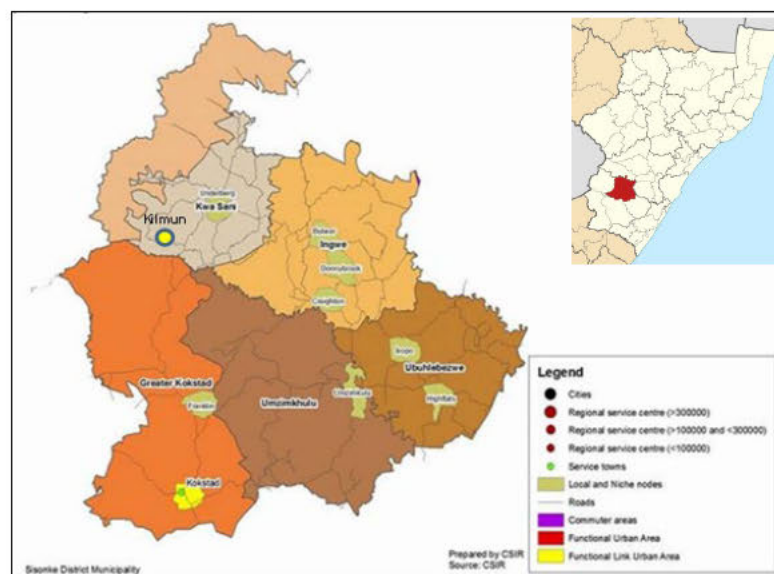 Underberg
Kwa Sani
Kilmun
Bulwer
Ingwe
Donnybrook
Creighton
Ixopo
Ubuhlebezwe
Greater Kokstad
Franklin
Umzimkhulu
Umzimkulu
Highflats
Kokstad
Legend
Cities
Regional service centre (>300000)
Regional service centre (>100000 and <300000)
Regional service centre (<100000)
Service towns
Local and Niche nodes
Roads
Commuter areas
Functional Urban Area
Functional Link Urban Area
Prepared by CSIR
Source: CSIR
Sisonke District Municipality